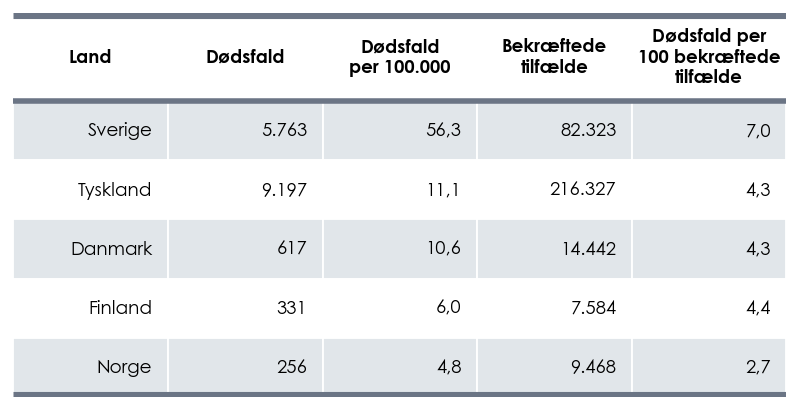 Land Dødsfald Dødsfald per 100.000 Bekræftede tilfælde Dødsfald per 100 bekræftede tilfælde
Sverige 5.763 56,3 82.323 7,0
Tyskland 9.197 11,1 216.327 4,3
Danmark 617 10,6 14.442 4,3
Finland 331 6,0 7.584 4,4
Norge 256 4,8 9.468 2,7